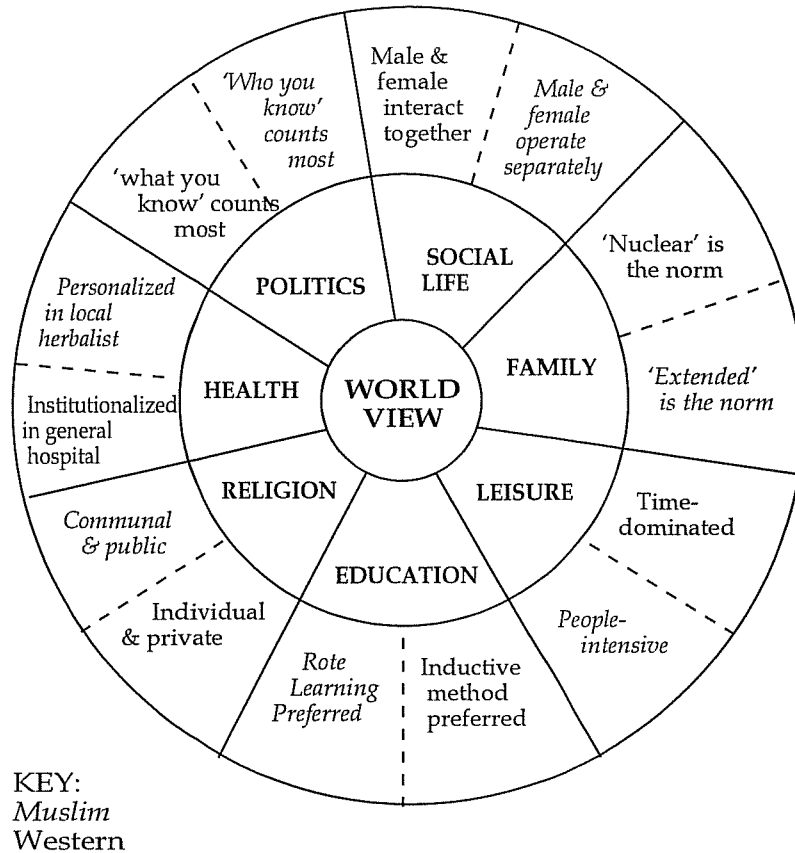 'Who you
know'
counts
most
Male &
female
interact
together
Male &
female
operate
separately
'what you
know' counts
most
'Nuclear' is
the norm
SOCIAL
LIFE
POLITICS
Personalized
in local
herbalist
HEALTH
WORLD
VIEW
FAMILY
'Extended'
is the norm
Institutionalized
in general
hospital
RELIGION
LEISURE
Time-
dominated
Communal
& public
EDUCATION
Individual
& private
People-
intensive
Rote
Learning
Preferred
Inductive
method
preferred
KEY:
Muslim
Western